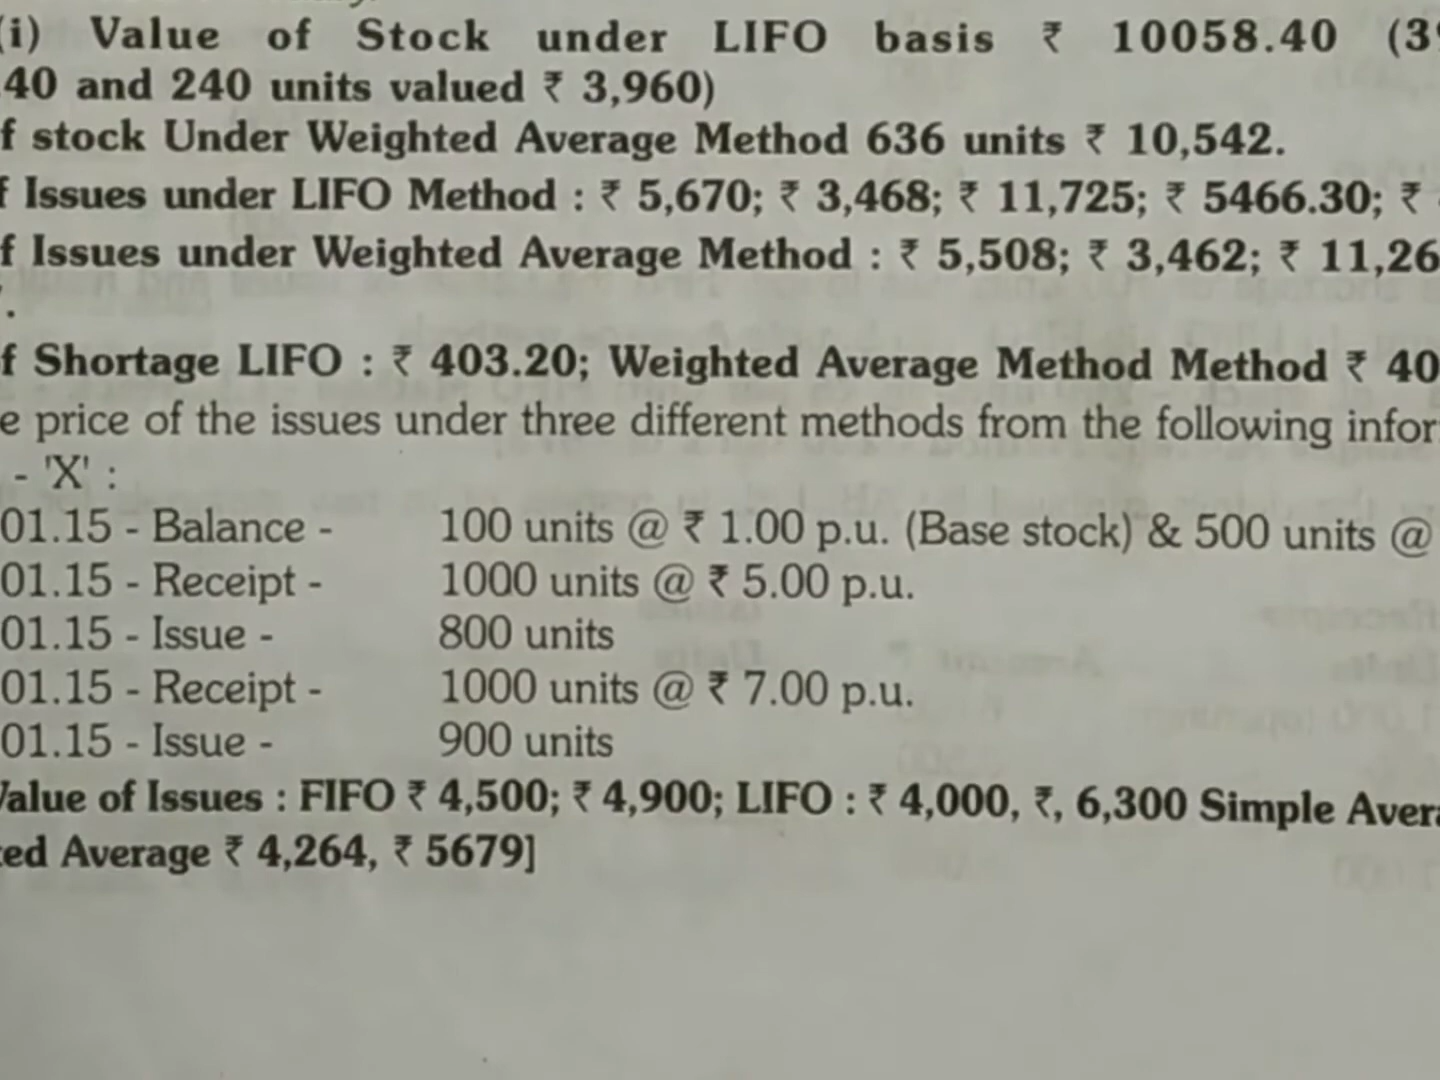 (i) Value of Stock under LIFO basis ₹ 10058.40 (39
40 and 240 units valued ₹ 3,960)
f stock Under Weighted Average Method 636 units ₹ 10,542.
f Issues under LIFO Method : ₹ 5,670; ₹ 3,468; ₹ 11,725; ₹ 5466.30; ₹
f Issues under Weighted Average Method : ₹ 5,508; ₹ 3,462; ₹ 11,26
.
f Shortage LIFO : ₹ 403.20; Weighted Average Method Method ₹ 40
e price of the issues under three different methods from the following infor
- 'X' :
01.15 - Balance - 100 units @ ₹ 1.00 p.u. (Base stock) & 500 units @
01.15 - Receipt - 1000 units @ ₹ 5.00 p.u.
01.15 - Issue - 800 units
01.15 - Receipt - 1000 units @ ₹ 7.00 p.u.
01.15 - Issue - 900 units
Value of Issues : FIFO ₹ 4,500; ₹ 4,900; LIFO : ₹ 4,000, ₹, 6,300 Simple Avera
ted Average ₹ 4,264, ₹ 5679]